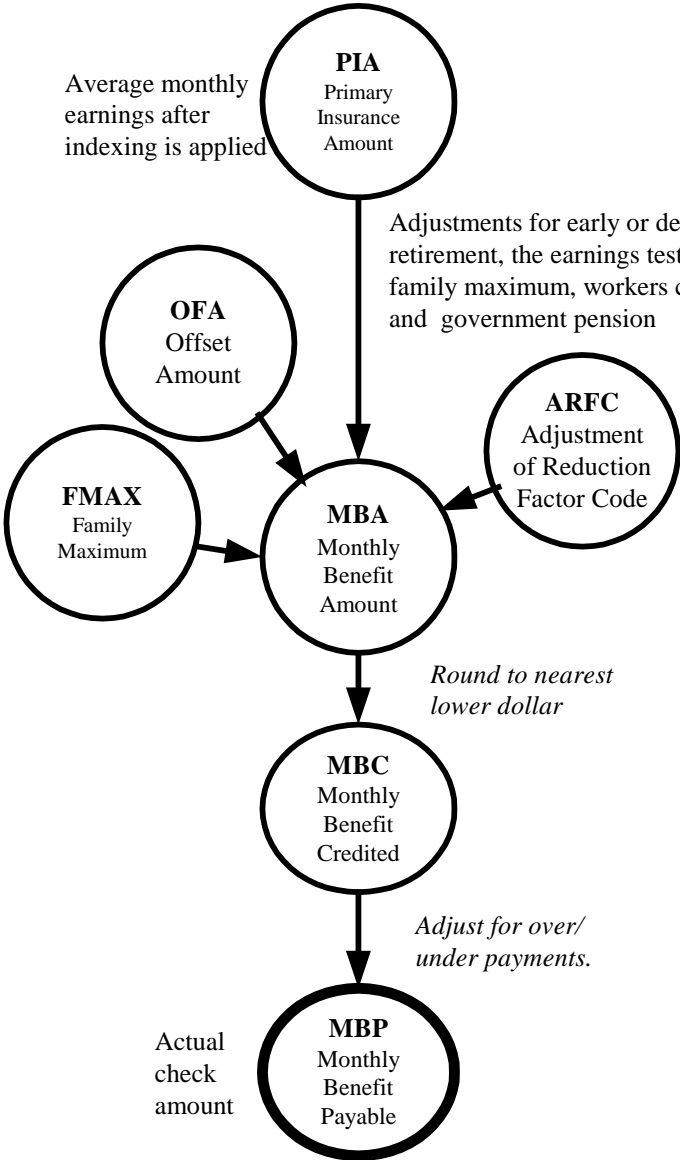 PIA
Primary
Insurance
Amount
Average monthly
earnings after
indexing is applied
Adjustments for early or
retirement, the earnings test
family maximum, workers
and government pension
OFA
Offset
Amount
ARFC
Adjustment
of Reduction
Factor Code
FMAX
Family
Maximum
MBA
Monthly
Benefit
Amount
Round to nearest
lower dollar
MBC
Monthly
Benefit
Credited
Adjust for over/
under payments.
MBP
Monthly
Benefit
Payable
Actual
check
amount